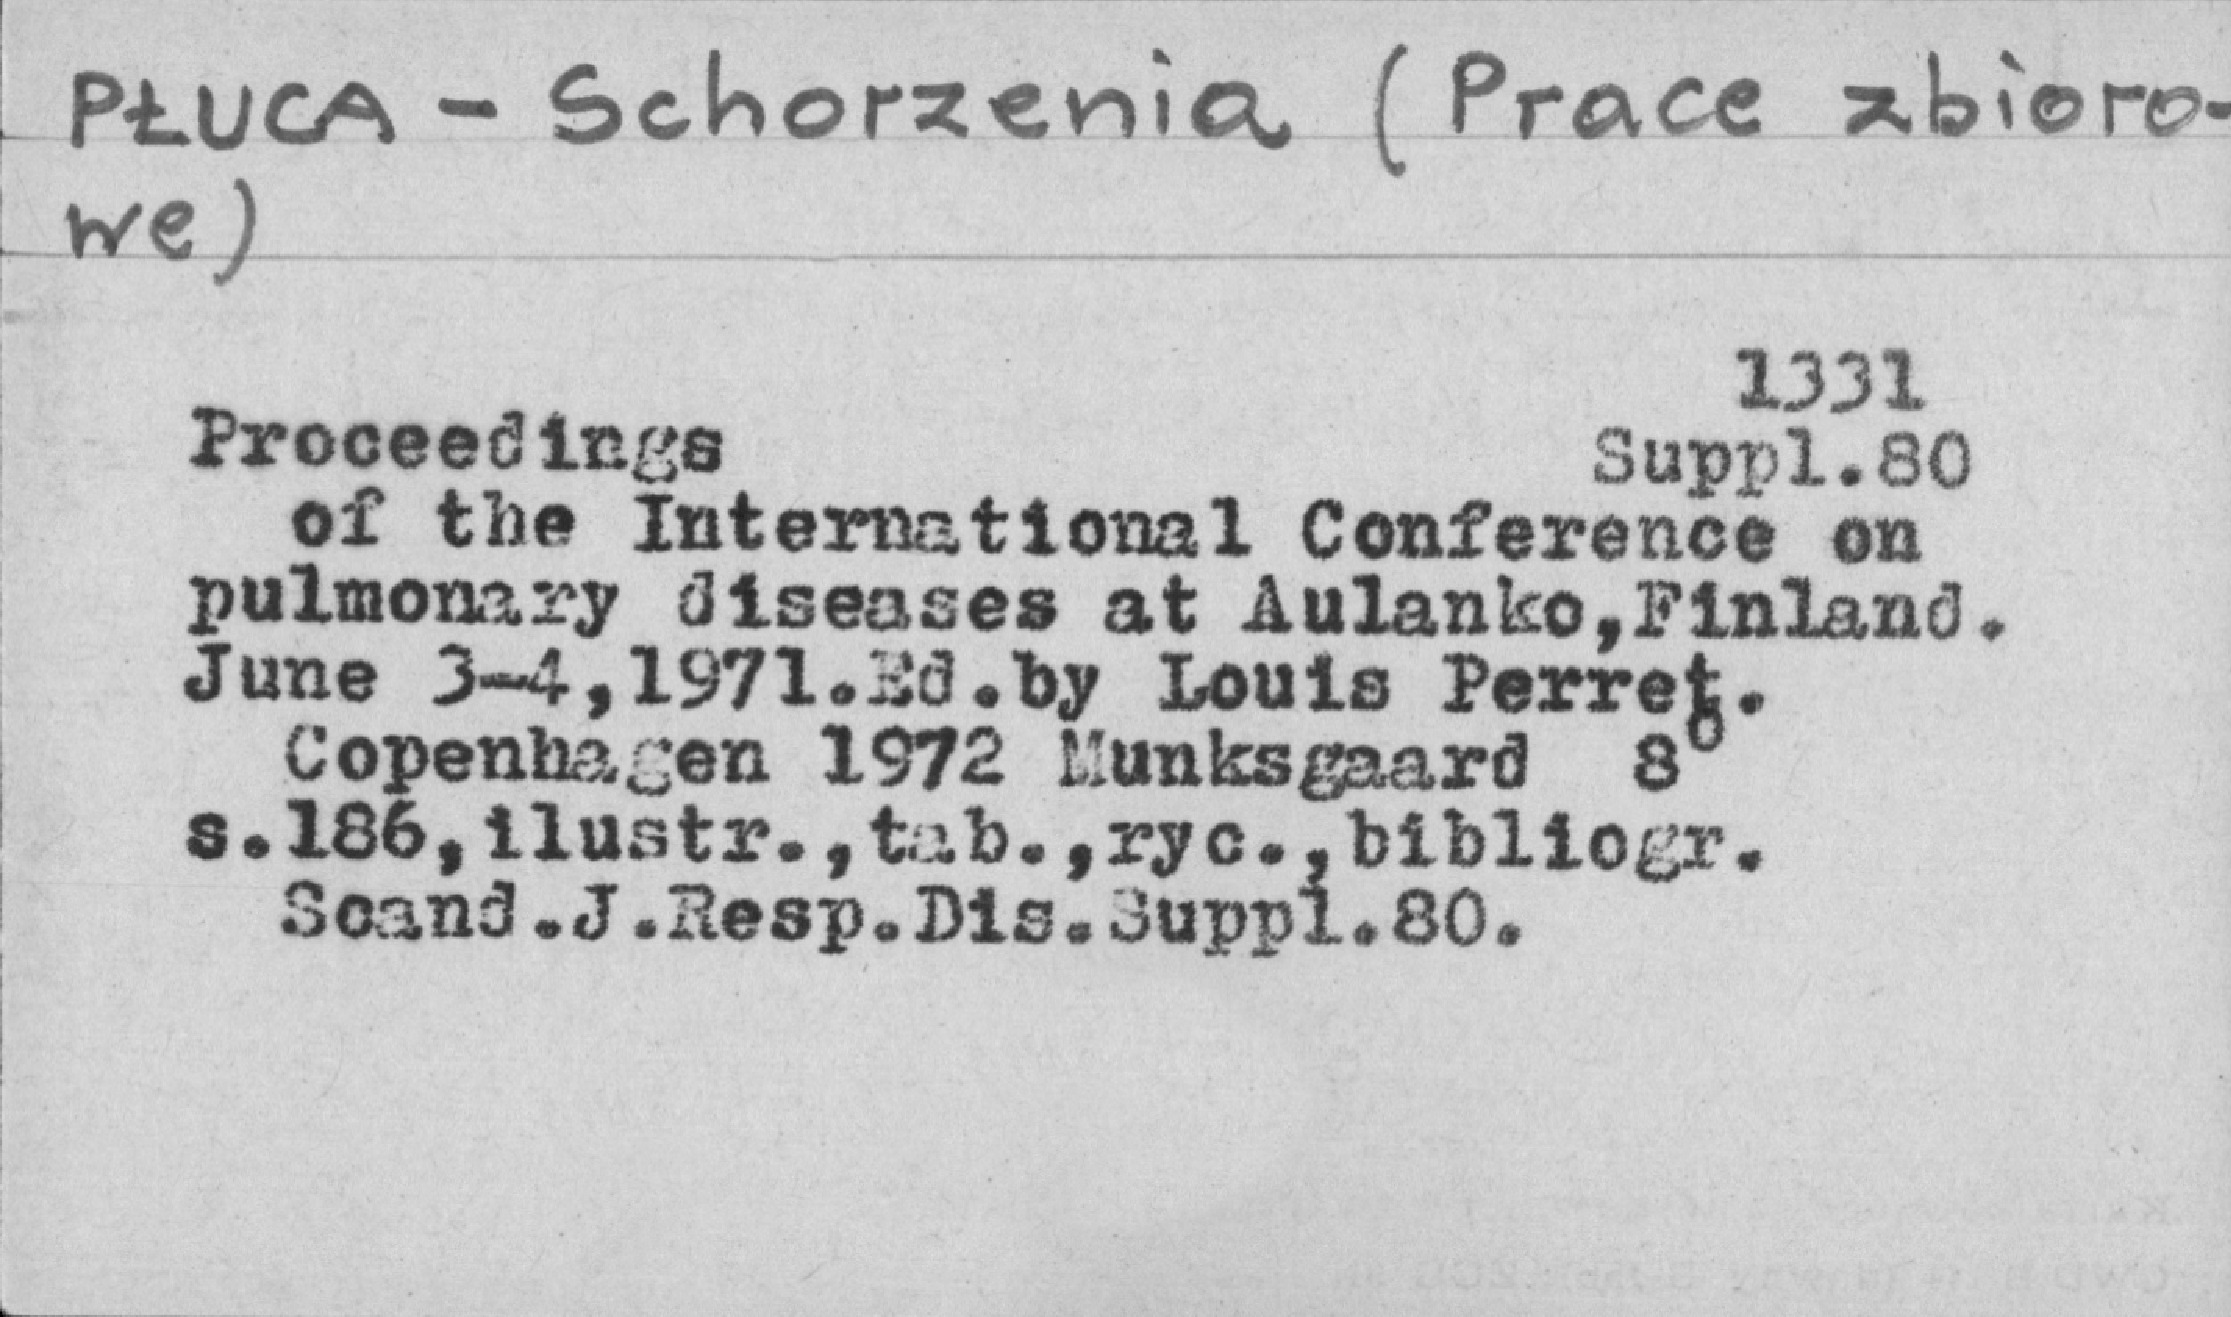 PŁUCA - Schorzenia (Prace zbioro-
we)
1331
Proceedings Suppl.80
of the International Conference on
pulmonary diseases at Aulanko,Finland.
June 3-4,1971.Ed.by Louis Perret.
Copenhagen 1972 Munksgaard 8°
s.186,ilustr.,tab.,ryc.,bibliogr.
Scand.J.Resp.Dis.Suppl.80.